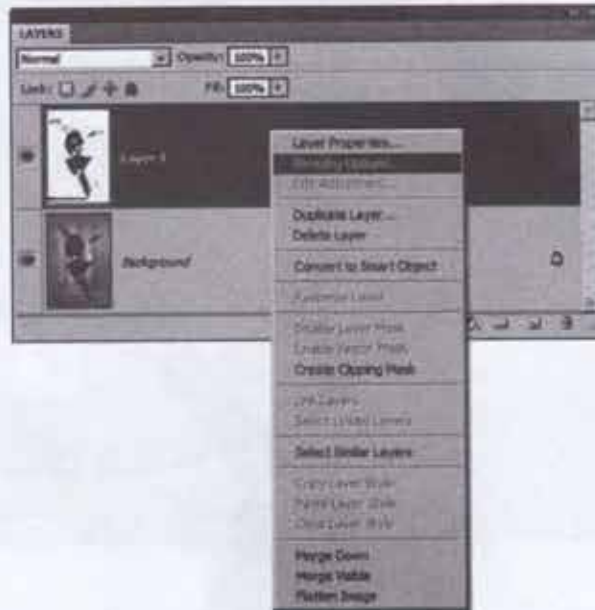 LAYERS
Normal Opacity: 100%
Lock: Fill: 100%
Layer 1
Background
Layer Properties...
Blending Options...
Edit Adjustment...
Duplicate Layer...
Delete Layer
Convert to Smart Object
Rasterize Layer
Disable Layer Mask
Enable Vector Mask
Create Clipping Mask
Link Layers
Select Linked Layers
Select Similar Layers
Copy Layer Style
Paste Layer Style
Clear Layer Style
Merge Down
Merge Visible
Flatten Image